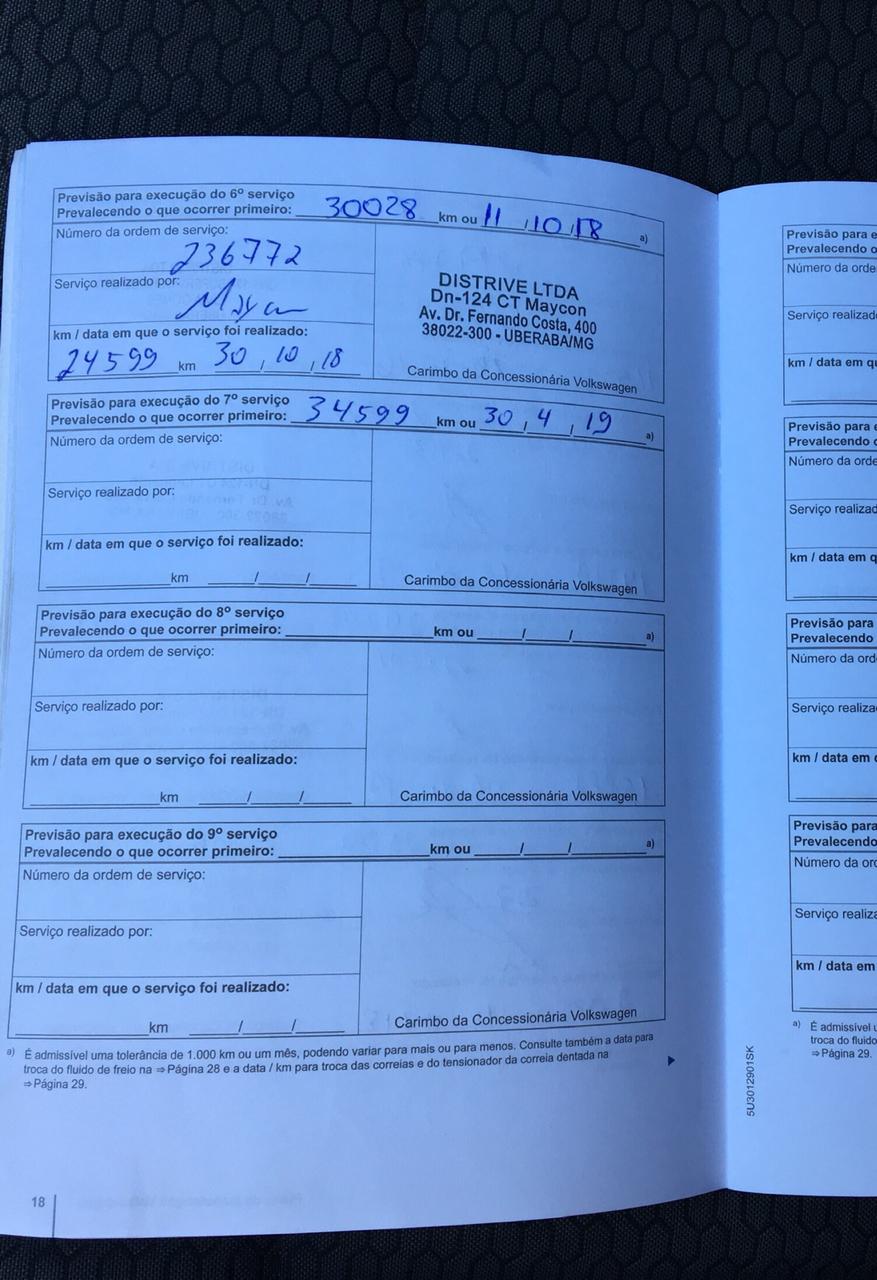 Previsão para execução do 6º serviço
Prevalecendo o que ocorrer primeiro: 30028 km ou 11 / 10 / 18 a)
Número da ordem de serviço:
236772
Serviço realizado por:
Maycon
km / data em que o serviço foi realizado:
24599 km 30 / 10 / 18
DISTRIVE LTDA
Dn-124 CT Maycon
Av. Dr. Fernando Costa, 400
38022-300 - UBERABA/MG
Carimbo da Concessionária Volkswagen
Previsão para execução do 7º serviço
Prevalecendo o que ocorrer primeiro: 34599 km ou 30 / 4 / 19 a)
Número da ordem de serviço:
Serviço realizado por:
km / data em que o serviço foi realizado:
km / /
Carimbo da Concessionária Volkswagen
Previsão para execução do 8º serviço
Prevalecendo o que ocorrer primeiro: km ou / / a)
Número da ordem de serviço:
Serviço realizado por:
km / data em que o serviço foi realizado:
km / /
Carimbo da Concessionária Volkswagen
Previsão para execução do 9º serviço
Prevalecendo o que ocorrer primeiro: km ou / / a)
Número da ordem de serviço:
Serviço realizado por:
km / data em que o serviço foi realizado:
km / /
Carimbo da Concessionária Volkswagen
a) É admissível uma tolerância de 1.000 km ou um mês, podendo variar para mais ou para menos. Consulte também a data para
troca do fluido de freio na ⇒ Página 28 e a data / km para troca das correias e do tensionador da correia dentada na
⇒ Página 29.
18
5U3012901SK
Previsão para
Prevalecendo
Número da
Serviço
km / data em
Previsão para
Prevalecendo
Número da
Serviço
km / data em
Previsão para
Prevalecendo
Número da
Serviço
km / data em
Previsão para
Prevalecendo
Número da
Serviço
km / data em
a) É admissível
troca do fluido
⇒ Página 29.